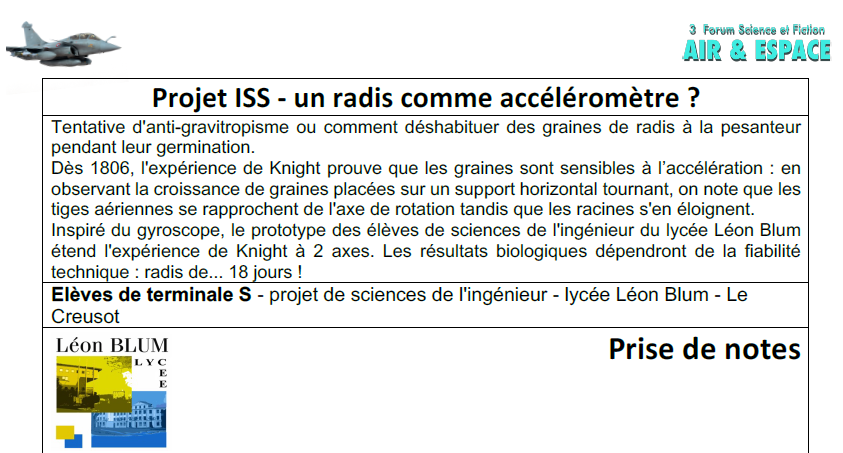 3 Forum Science et Fiction
AIR & ESPACE
Projet ISS - un radis comme accéléromètre ?
Tentative d'anti-gravitropisme ou comment déshabituer des graines de radis à la pesanteur
pendant leur germination.
Dès 1806, l'expérience de Knight prouve que les graines sont sensibles à l'accélération : en
observant la croissance de graines placées sur un support horizontal tournant, on note que les
tiges aériennes se rapprochent de l'axe de rotation tandis que les racines s'en éloignent.
Inspiré du gyroscope, le prototype des élèves de sciences de l'ingénieur du lycée Léon Blum
étend l'expérience de Knight à 2 axes. Les résultats biologiques dépendront de la fiabilité
technique : radis de... 18 jours !
Elèves de terminale S - projet de sciences de l'ingénieur - lycée Léon Blum - Le
Creusot
Léon BLUM
LYCEE
Prise de notes